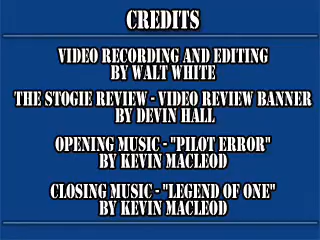 CREDITS
VIDEO RECORDING AND EDITING
BY WALT WHITE
THE STOGIE REVIEW - VIDEO REVIEW BANNER
BY DEVIN HALL
OPENING MUSIC - "PILOT ERROR"
BY KEVIN MACLEOD
CLOSING MUSIC - "LEGEND OF ONE"
BY KEVIN MACLEOD